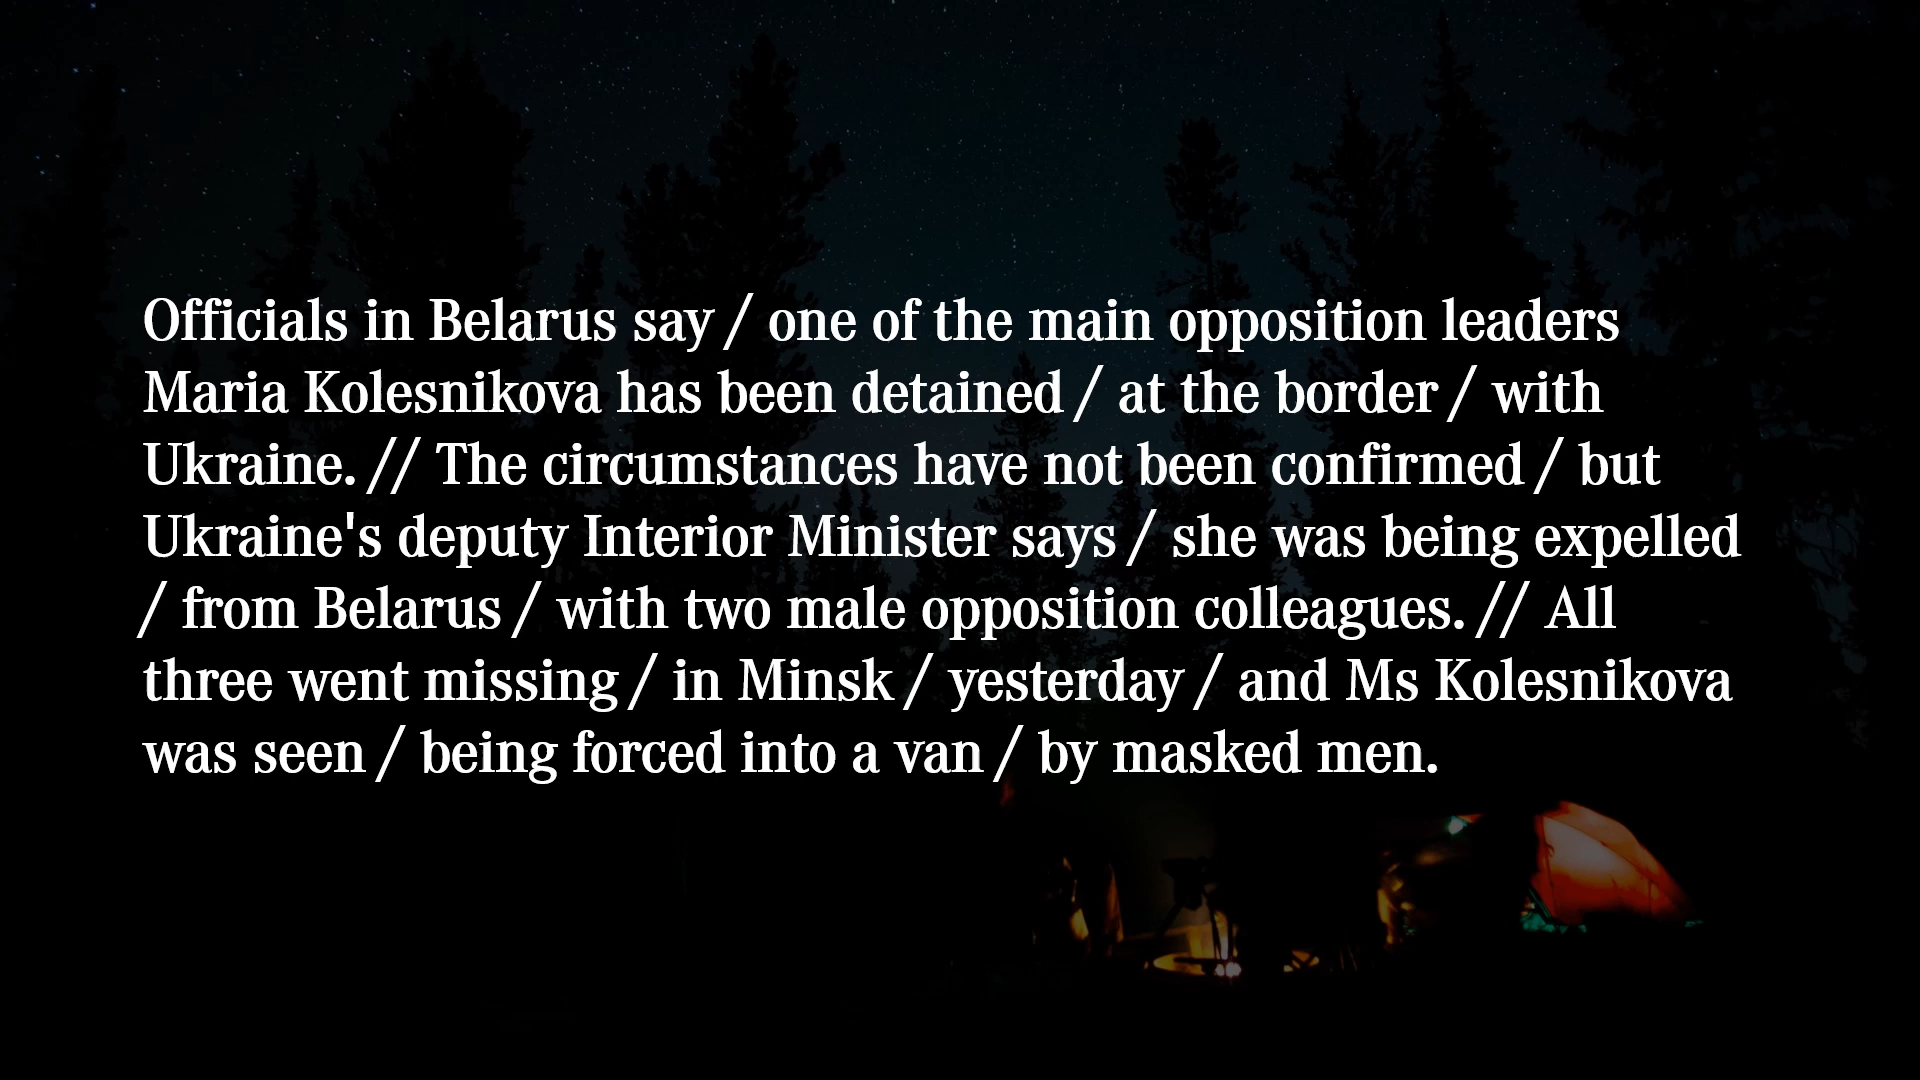 Officials in Belarus say / one of the main opposition leaders
Maria Kolesnikova has been detained / at the border / with
Ukraine. // The circumstances have not been confirmed / but
Ukraine's deputy Interior Minister says / she was being expelled
/ from Belarus / with two male opposition colleagues. // All
three went missing / in Minsk / yesterday / and Ms Kolesnikova
was seen / being forced into a van / by masked men.